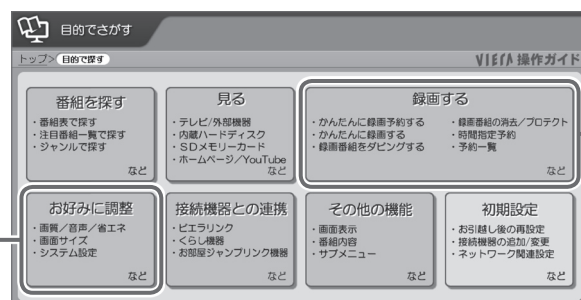 目的でさがす
トップ>目的で探す
VIErA 操作ガイド
番組を探す
・番組表で探す
・注目番組一覧で探す
・ジャンルで探す
など
見る
・テレビ/外部機器
・内蔵ハードディスク
・SDメモリーカード
・ホームページ/YouTube
など
録画する
・かんたんに録画予約する
・かんたんに録画する
・録画番組をダビングする
・録画番組の消去/プロテクト
・時間指定予約
・予約一覧
など
お好みに調整
・画質/音声/省エネ
・画面サイズ
・システム設定
など
接続機器との連携
・ビエラリンク
・くらし機器
・お部屋ジャンプリンク機器
など
その他の機能
・画面表示
・番組内容
・サブメニュー
など
初期設定
・お引越し後の再設定
・接続機器の追加/変更
・ネットワーク関連設定
など